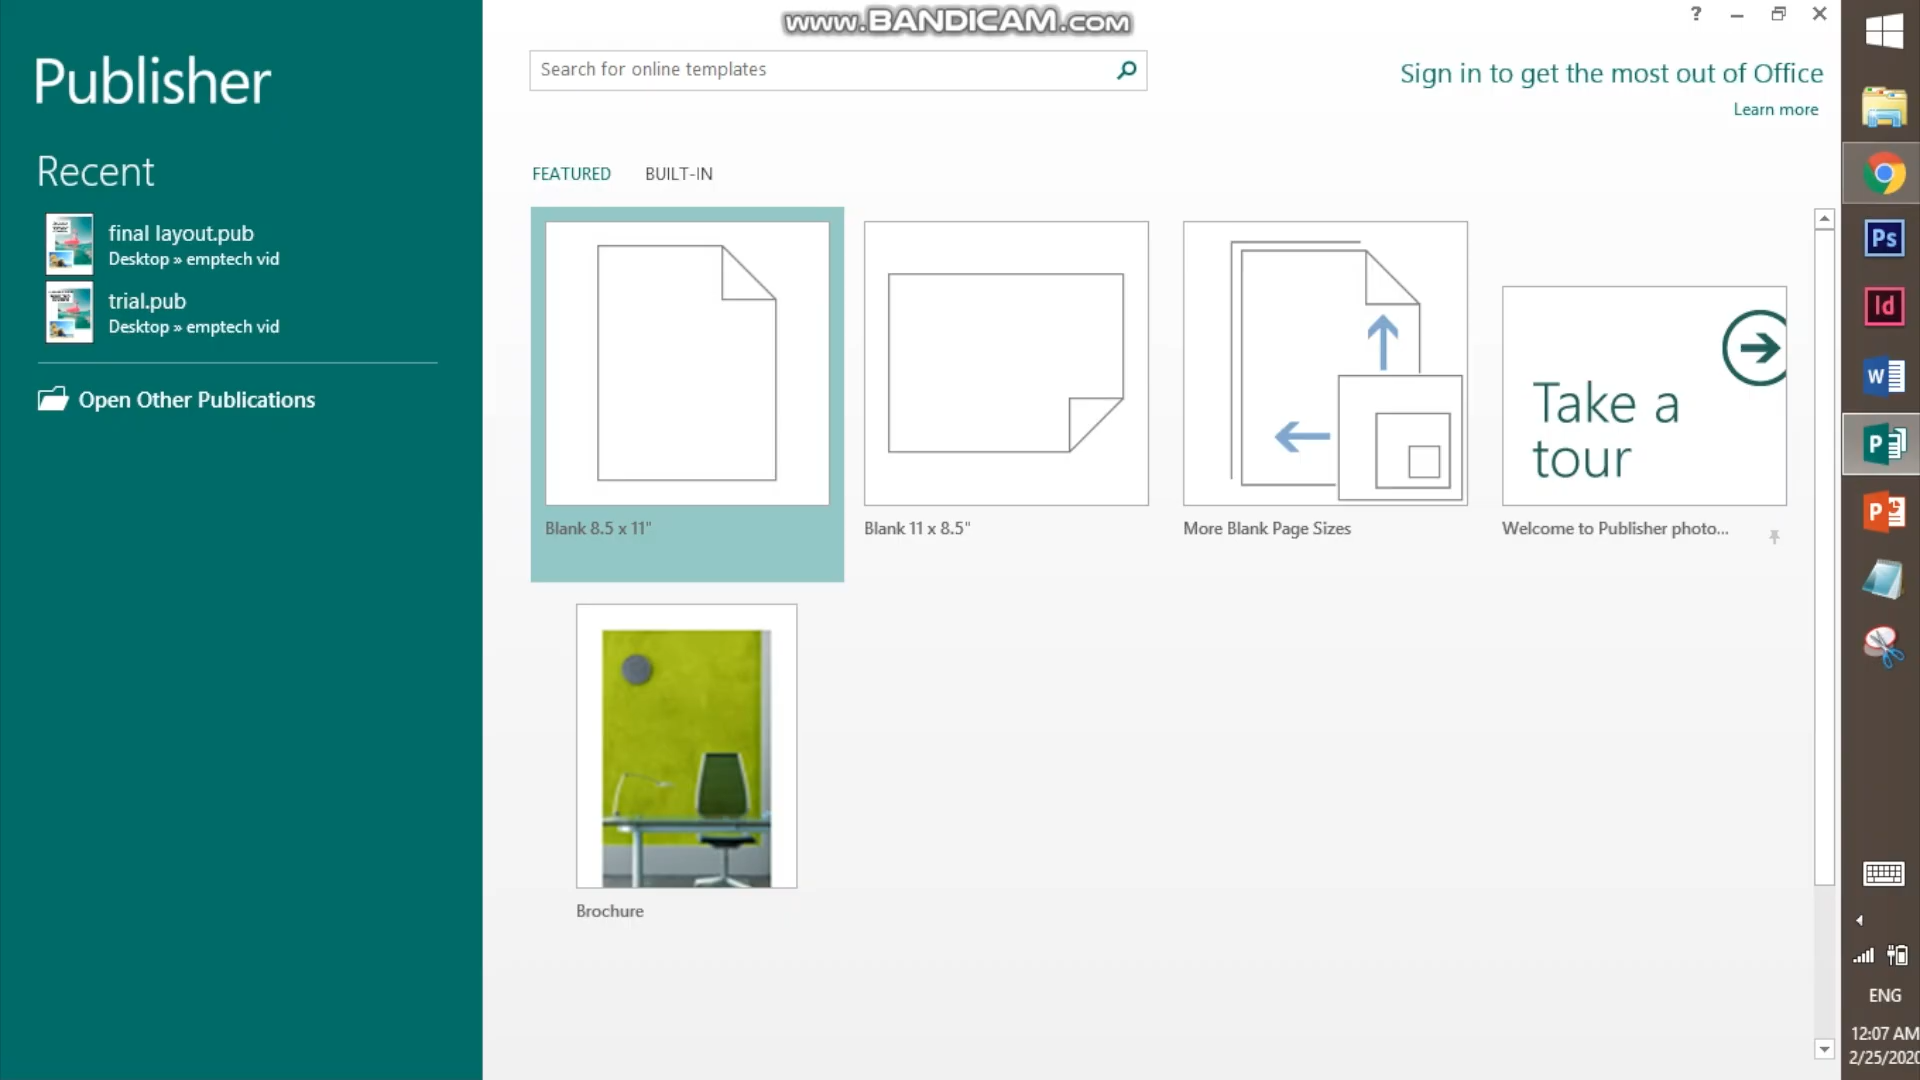 www.BANDICAM.com
?
Publisher
Search for online templates
Sign in to get the most out of Office
Learn more
Recent
FEATURED BUILT-IN
final layout.pub
Desktop » emptech vid
trial.pub
Desktop » emptech vid
Open Other Publications
Take a
tour
Blank 8.5 x 11"
Blank 11 x 8.5"
More Blank Page Sizes
Welcome to Publisher photo...
Brochure
Ps
Id
W
P
P
ENG
12:07 AM
2/25/2020